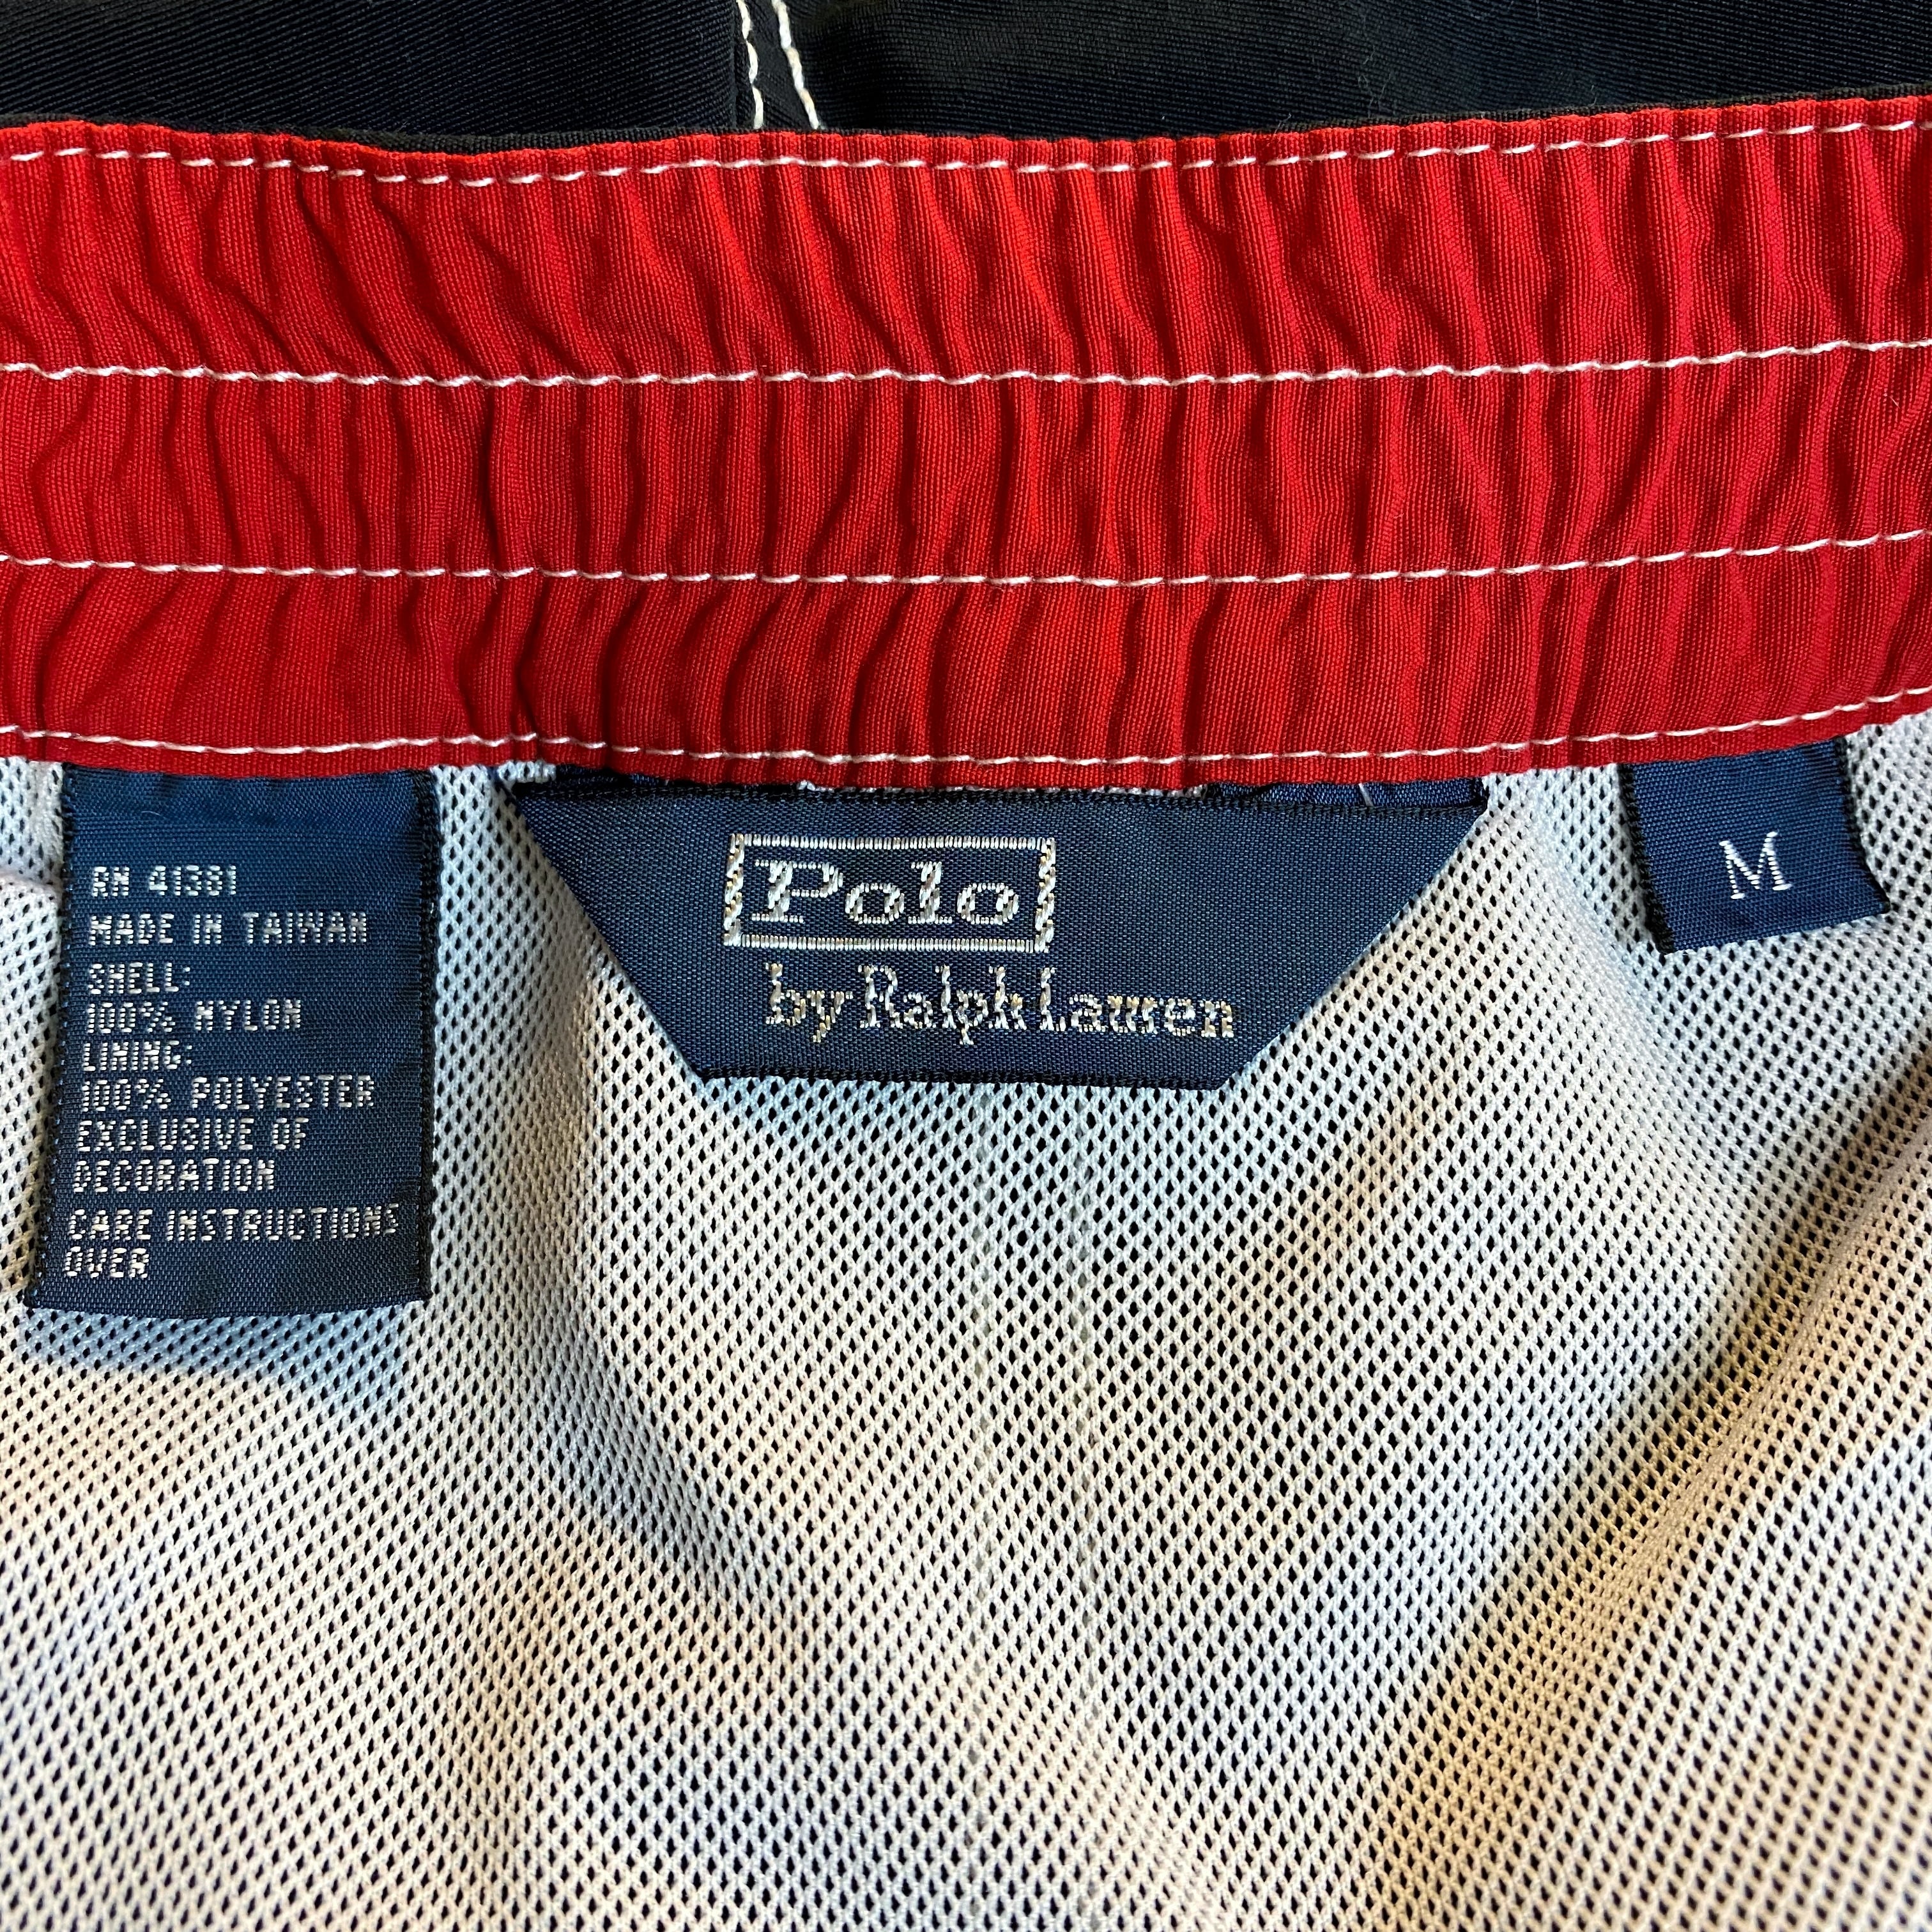 RN 41381
MADE IN TAIWAN
SHELL:
100% NYLON
LINING:
100% POLYESTER
EXCLUSIVE OF
DECORATION
CARE INSTRUCTIONS
OVER
Polo
by Ralph Lauren
M